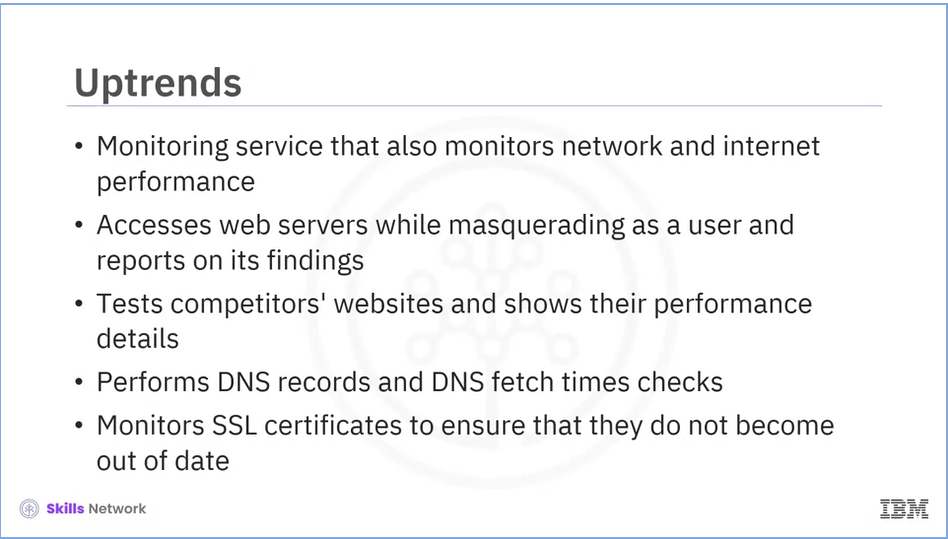 Uptrends
• Monitoring service that also monitors network and internet
performance
• Accesses web servers while masquerading as a user and
reports on its findings
• Tests competitors' websites and shows their performance
details
• Performs DNS records and DNS fetch times checks
• Monitors SSL certificates to ensure that they do not become
out of date
Skills Network
IBM